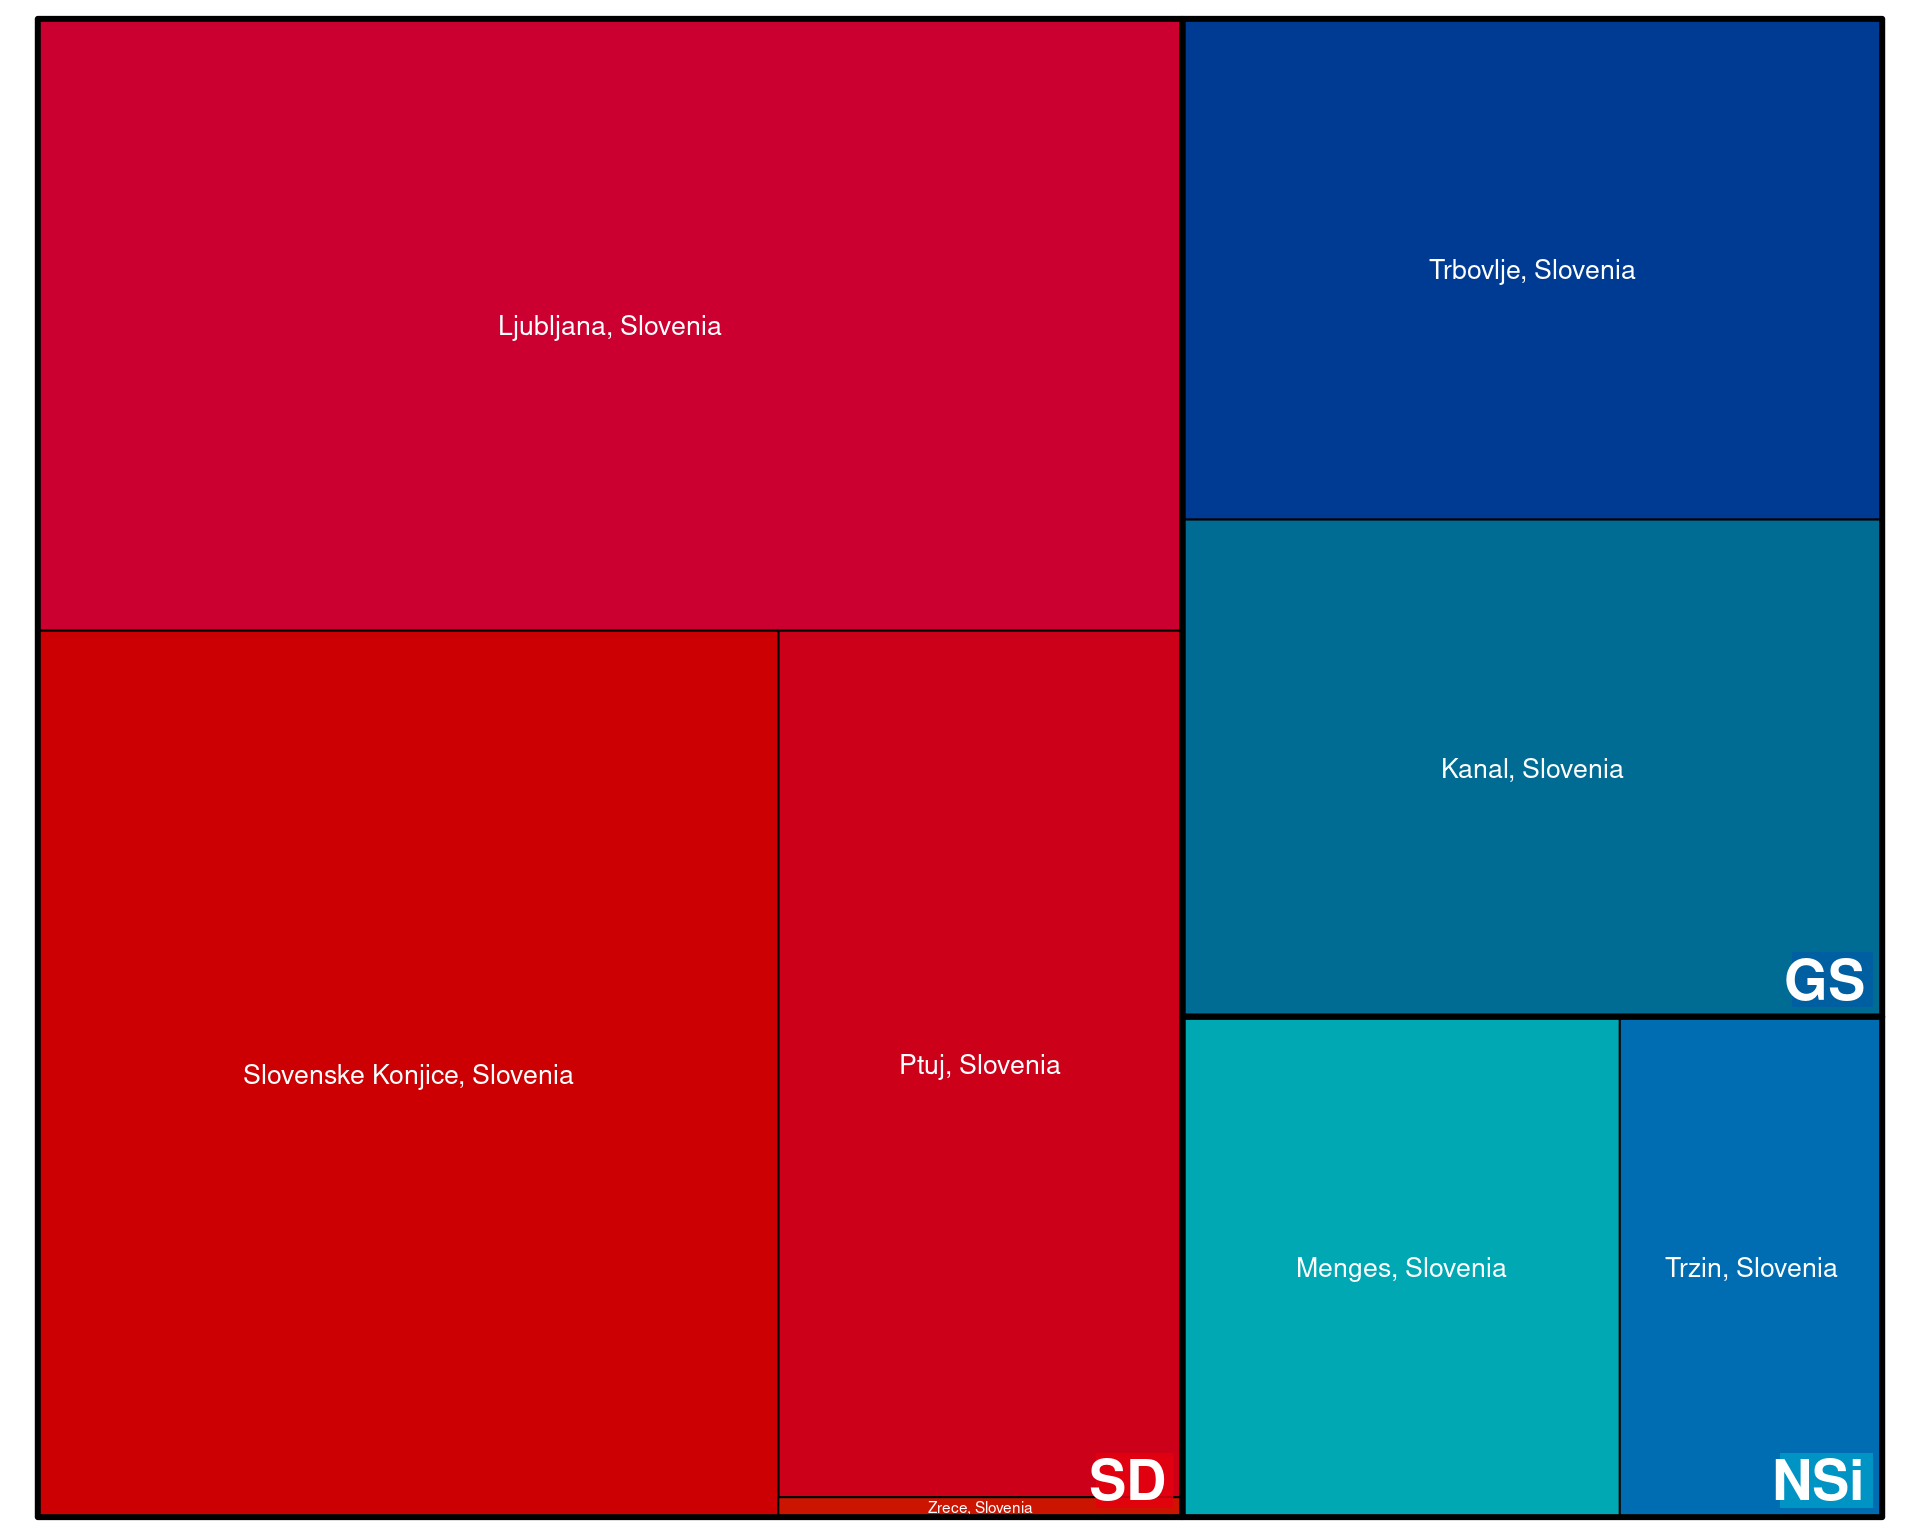 Ljubljana, Slovenia
Trbovlje, Slovenia
Kanal, Slovenia
GS
Slovenske Konjice, Slovenia
Ptuj, Slovenia
SD
Zrece, Slovenia
Menges, Slovenia
Trzin, Slovenia
NSi